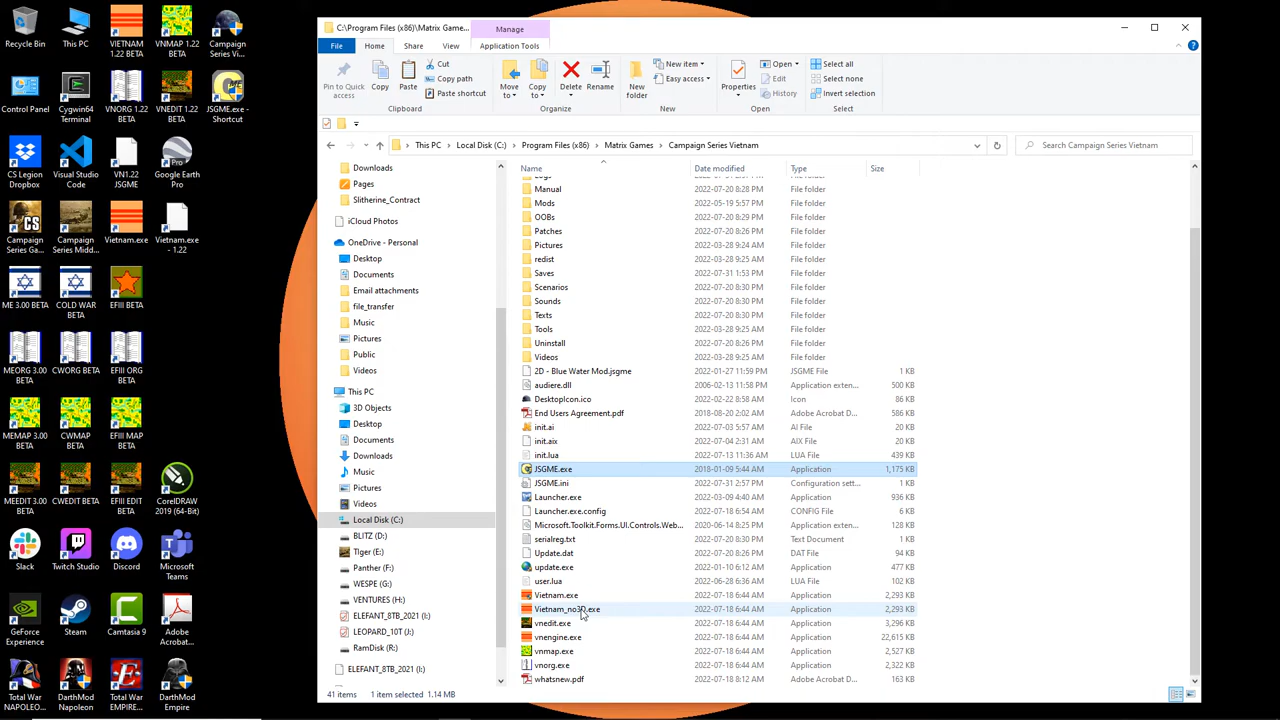 Recycle Bin
This PC
VIETNAM 1.22 BETA
VNMAP 1.22 BETA
Campaign Series Vi...
Control Panel
Cygwin64 Terminal
VNORG 1.22 BETA
VNEDIT 1.22 BETA
JSGME.exe - Shortcut
CS Legion Dropbox
Visual Studio Code
VN1.22 JSGME
Google Earth Pro
Campaign Series Ga...
Campaign Series Midd...
Vietnam.exe
Vietnam.exe - 1.22
ME 3.00 BETA
COLD WAR BETA
EFIII BETA
MEORG 3.00 BETA
CWORG BETA
EFIII ORG BETA
MEMAP 3.00 BETA
CWMAP BETA
EFIII MAP BETA
MEEDIT 3.00 BETA
CWEDIT BETA
EFIII EDIT BETA
CorelDRAW 2019 (64-Bit)
Slack
Twitch Studio
Discord
Microsoft Teams
GeForce Experience
Steam
Camtasia 9
Adobe Acrobat...
Total War NAPOLEO...
DarthMod Napoleon
Total War EMPIRE...
DarthMod Empire
C:\Program Files (x86)\Matrix Game...
Manage
File
Home
Share
View
Application Tools
Pin to Quick access
Copy
Paste
Cut
Copy path
Paste shortcut
Clipboard
Move to
Copy to
Delete
Rename
Organize
New folder
New item
Easy access
New
Properties
Open
Edit
History
Open
Select all
Select none
Invert selection
Select
This PC > Local Disk (C:) > Program Files (x86) > Matrix Games > Campaign Series Vietnam
Search Campaign Series Vietnam
Downloads
Pages
Slitherine_Contract
iCloud Photos
OneDrive - Personal
Desktop
Documents
Email attachments
file_transfer
Music
Pictures
Public
Videos
This PC
3D Objects
Desktop
Documents
Downloads
Music
Pictures
Videos
Local Disk (C:)
BLITZ (D:)
TIger (E:)
Panther (F:)
WESPE (G:)
VENTURES (H:)
ELEFANT_8TB_2021 (I:)
LEOPARD_10T (J:)
RamDisk (R:)
ELEFANT_8TB_2021 (I:)
Name Date modified Type Size
Manual 2022-07-20 8:28 PM File folder
Mods 2022-05-19 5:57 PM File folder
OOBs 2022-07-20 8:26 PM File folder
Patches 2022-07-20 8:26 PM File folder
Pictures 2022-03-28 9:24 AM File folder
redist 2022-03-28 9:25 AM File folder
Saves 2022-07-31 1:53 PM File folder
Scenarios 2022-07-20 8:26 PM File folder
Sounds 2022-07-20 8:26 PM File folder
Texts 2022-07-20 8:30 PM File folder
Tools 2022-03-28 9:25 AM File folder
Uninstall 2022-07-20 8:26 PM File folder
Videos 2022-03-28 9:25 AM File folder
2D - Blue Water Mod.jsgme 2022-01-27 11:59 PM JSGME File 1 KB
audiere.dll 2006-02-13 11:58 PM Application exten... 500 KB
DesktopIcon.ico 2022-02-22 8:58 AM Icon 86 KB
End Users Agreement.pdf 2018-08-20 2:02 AM Adobe Acrobat D... 586 KB
init.ai 2022-07-03 5:57 AM AI File 20 KB
init.aix 2022-07-04 2:31 AM AIX File 20 KB
init.lua 2022-07-13 11:36 AM LUA File 439 KB
JSGME.exe 2018-01-09 5:44 AM Application 1,175 KB
JSGME.ini 2022-07-31 2:57 PM Configuration sett... 1 KB
Launcher.exe 2022-03-09 4:40 AM Application 936 KB
Launcher.exe.config 2022-07-18 6:54 AM CONFIG File 6 KB
Microsoft.Toolkit.Forms.UI.Controls.Web... 2020-06-14 8:25 PM Application exten... 128 KB
serialreg.txt 2022-07-20 8:30 PM Text Document 1 KB
Update.dat 2022-07-20 8:26 PM DAT File 94 KB
update.exe 2022-01-10 6:12 AM Application 477 KB
user.lua 2022-06-28 6:36 AM LUA File 102 KB
Vietnam.exe 2022-07-18 6:44 AM Application 2,293 KB
Vietnam_no3D.exe 2022-07-18 6:44 AM Application 2,293 KB
vnedit.exe 2022-07-18 6:44 AM Application 3,296 KB
vnengine.exe 2022-07-18 6:44 AM Application 22,615 KB
vnmap.exe 2022-07-18 6:44 AM Application 2,527 KB
vnorg.exe 2022-07-18 6:44 AM Application 2,322 KB
whatsnew.pdf 2022-07-18 8:12 AM Adobe Acrobat D... 163 KB
41 items 1 item selected 1.14 MB